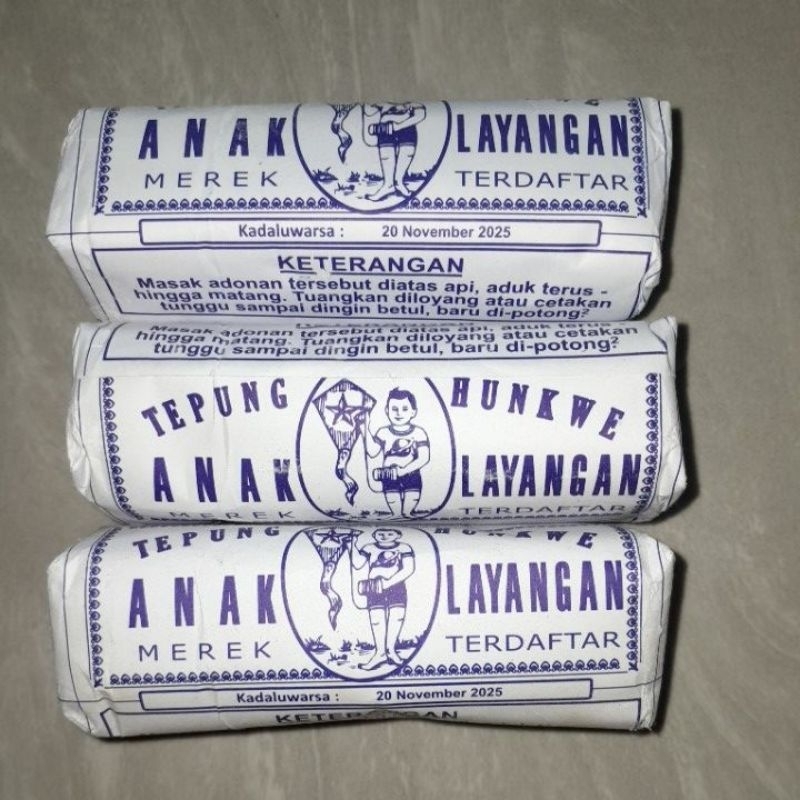 ANAK LAYANGAN
MEREK TERDAFTAR
Kadaluwarsa : 20 November 2025
KETERANGAN
Masak adonan tersebut diatas api, aduk terus -
hingga matang. Tuangkan diloyang atau cetakan
tunggu sampai dingin betul, baru di-potong²
Masak adonan tersebut diatas api, aduk terus -
hingga matang. Tuangkan diloyang atau cetakan
tunggu sampai dingin betul, baru di-potong²
TEPUNG HUNKWE
ANAK LAYANGAN
MEREK TERDAFTAR
TEPUNG HUNKWE
ANAK LAYANGAN
MEREK TERDAFTAR
Kadaluwarsa : 20 November 2025
KETERANGAN